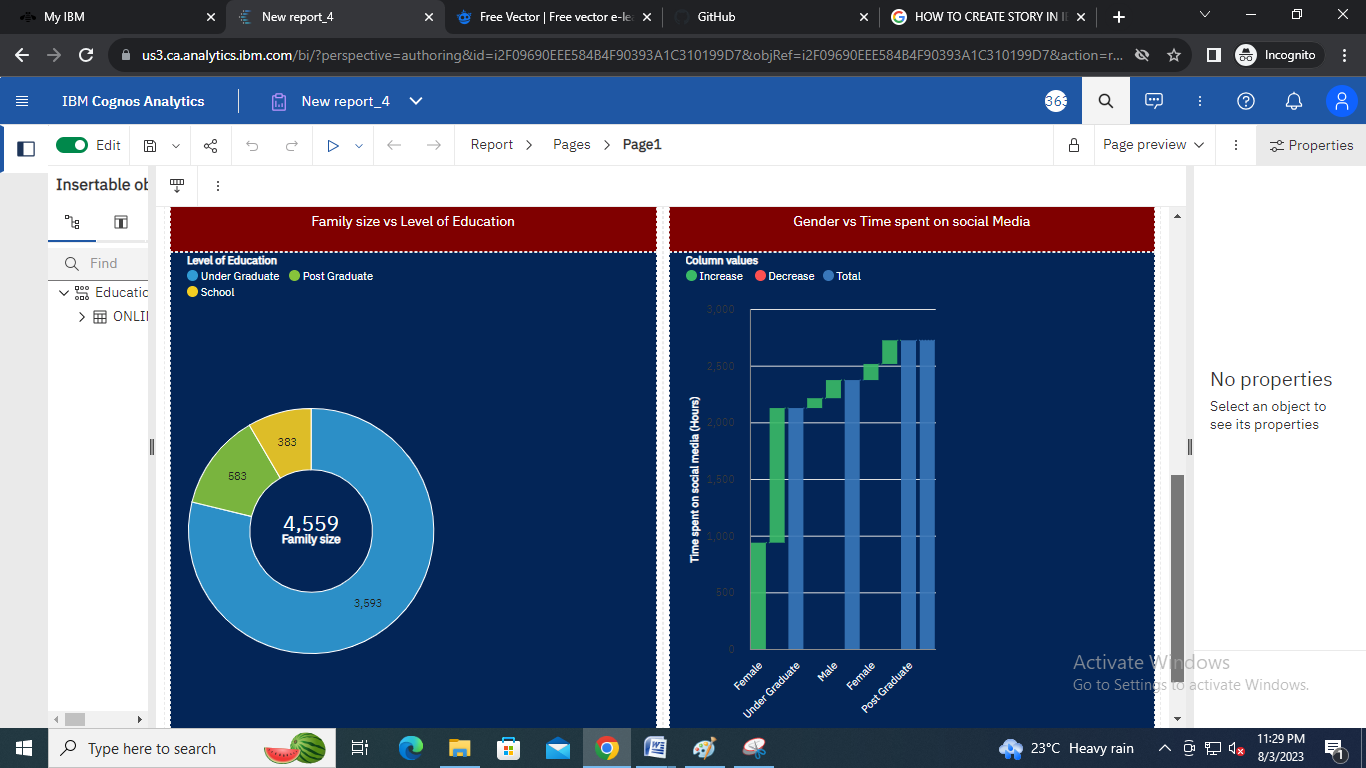 My IBM
New report_4
Free Vector | Free vector e-lea
GitHub
HOW TO CREATE STORY IN IB
us3.ca.analytics.ibm.com/bi/?perspective=authoring&id=i2F09690EEE584B4F90393A1C310199D7&objRef=i2F09690EEE584B4F90393A1C310199D7&action=r...
Incognito
IBM Cognos Analytics
New report_4
363
Edit
Report > Pages > Page1
Page preview
Properties
Insertable ob
Find
Educatio
ONLI
Family size vs Level of Education
Level of Education
Under Graduate Post Graduate
School
383
583
4,559
Family size
3,593
Gender vs Time spent on social Media
Column values
Increase Decrease Total
Time spent on social media (Hours)
3,000
2,500
2,000
1,500
1,000
500
0
Female
Under Graduate
Male
Female
Post Graduate
No properties
Select an object to
see its properties
Activate Windows
Go to Settings to activate Windows.
Type here to search
23°C Heavy rain
11:29 PM
8/3/2023
1